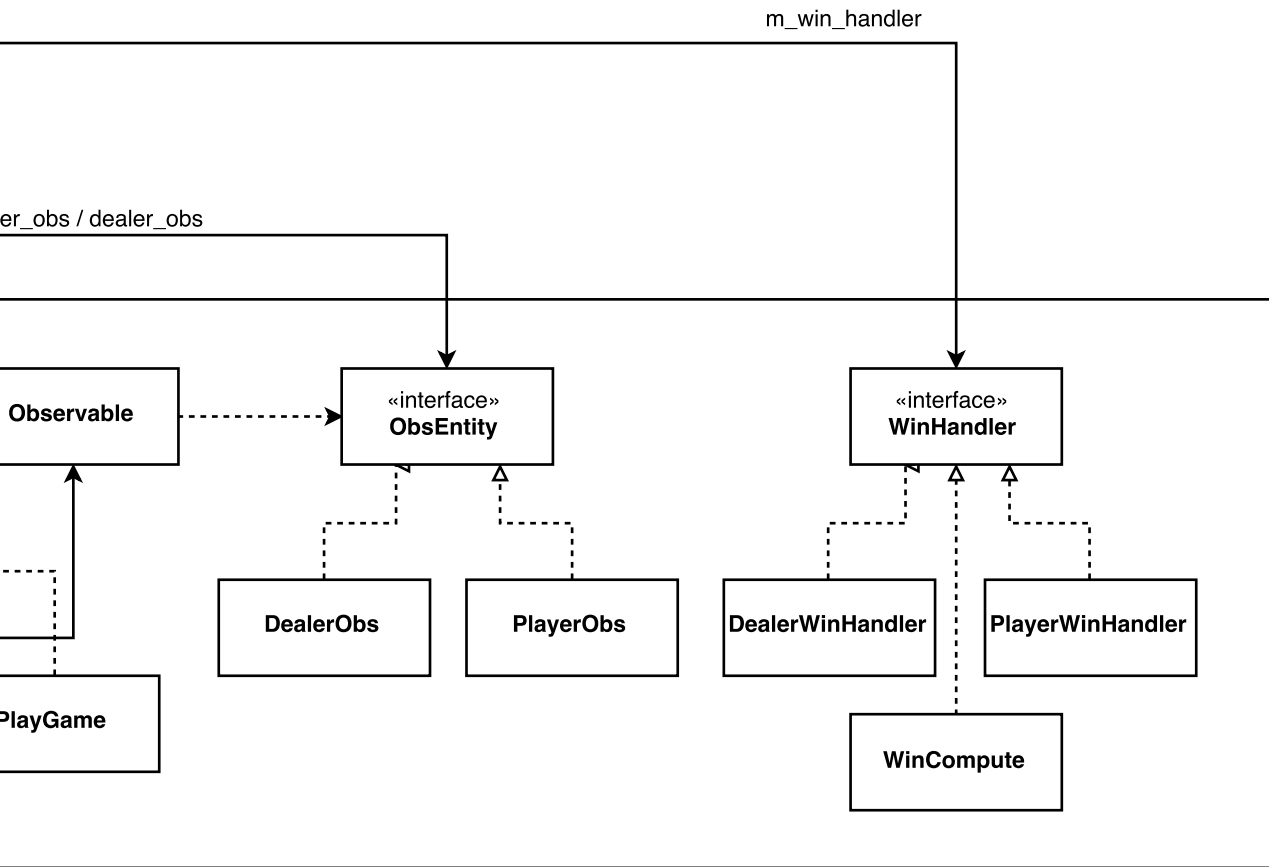 m_win_handler
er_obs / dealer_obs
Observable
«interface»
ObsEntity
«interface»
WinHandler
DealerObs
PlayerObs
DealerWinHandler
PlayerWinHandler
PlayGame
WinCompute